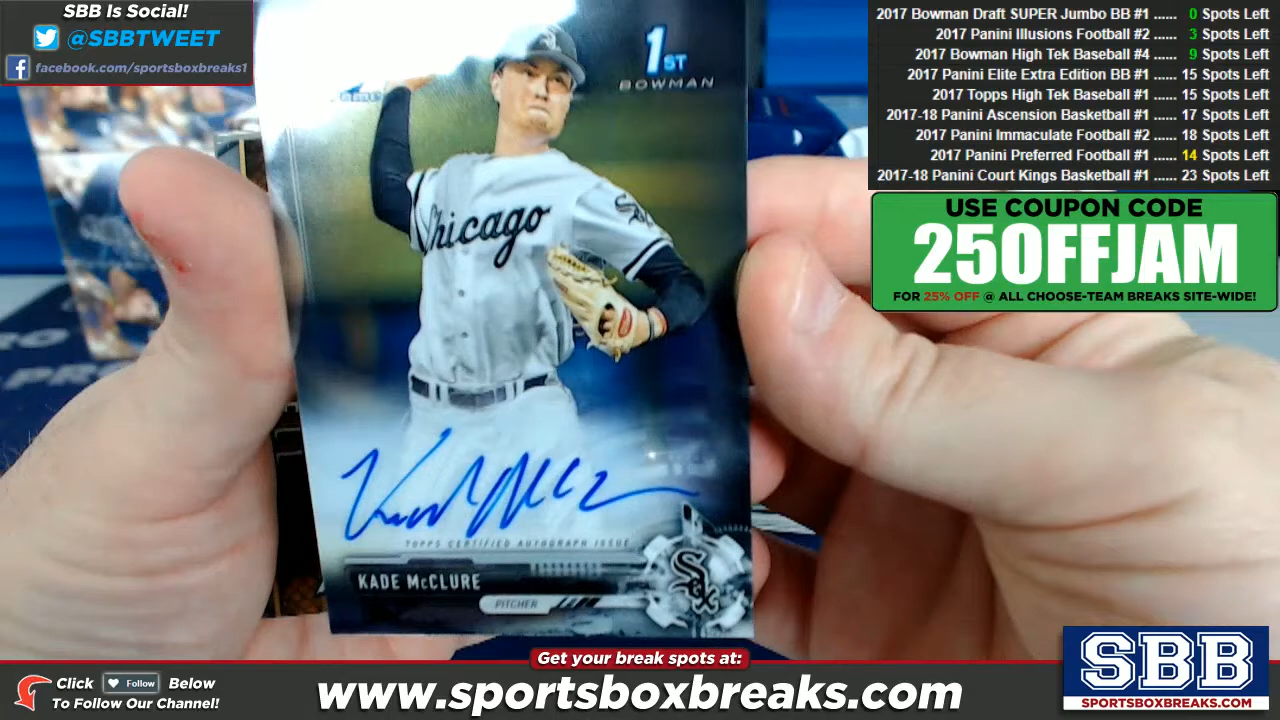 SBB Is Social!
@SBBTWEET
facebook.com/sportsboxbreaks1
2017 Bowman Draft SUPER Jumbo BB #1 ...... 0 Spots Left
2017 Panini Illusions Football #2 ...... 3 Spots Left
2017 Bowman High Tek Baseball #4 ...... 9 Spots Left
2017 Panini Elite Extra Edition BB #1 ...... 15 Spots Left
2017 Topps High Tek Baseball #1 ...... 15 Spots Left
2017-18 Panini Ascension Basketball #1 ...... 17 Spots Left
2017 Panini Immaculate Football #2 ...... 18 Spots Left
2017 Panini Preferred Football #1 ...... 14 Spots Left
2017-18 Panini Court Kings Basketball #1 ...... 23 Spots Left
USE COUPON CODE
25OFFJAM
FOR 25% OFF @ ALL CHOOSE-TEAM BREAKS SITE-WIDE!
1ST
BOWMAN
Chicago
Sox
TOPPS CERTIFIED AUTOGRAPH ISSUE
KADE McCLURE
PITCHER
Sox
Get your break spots at:
Click Follow Below
To Follow Our Channel!
www.sportsboxbreaks.com
SBB
SPORTSBOXBREAKS.COM